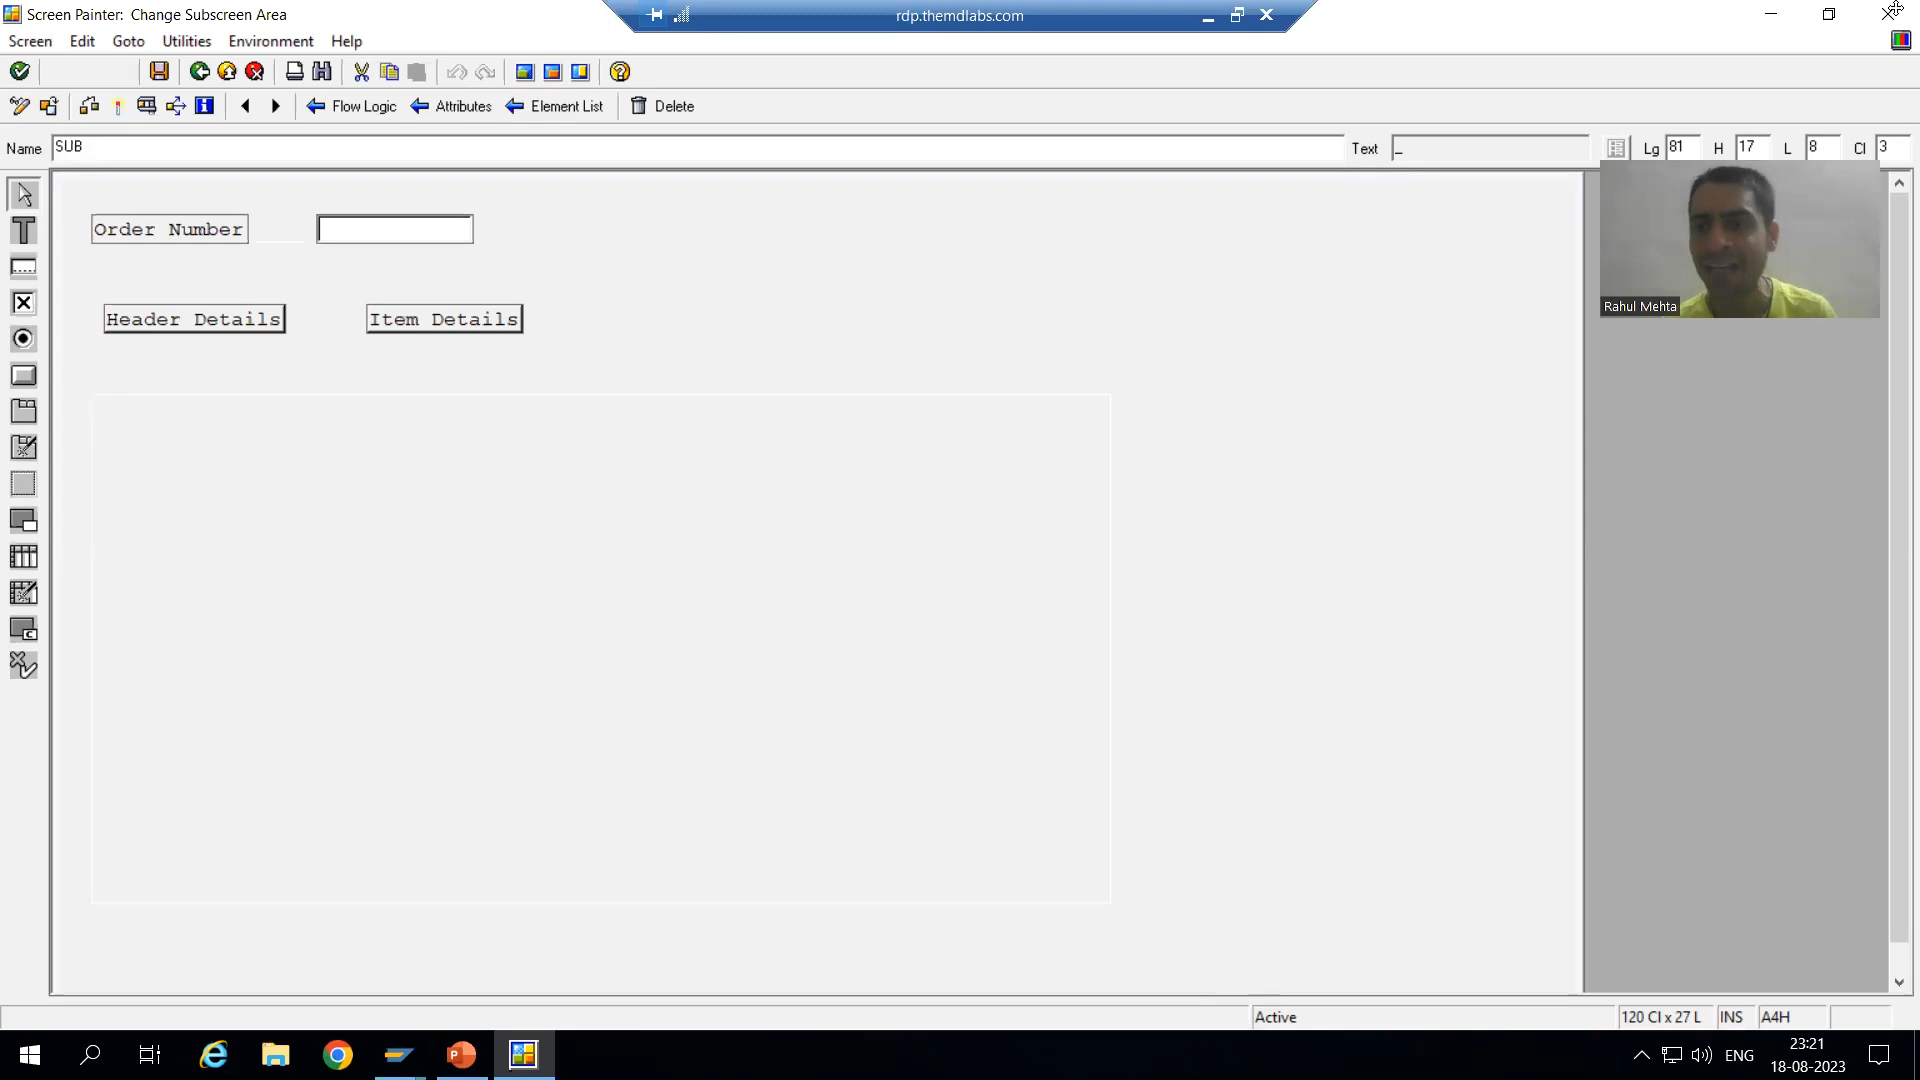 Screen Painter: Change Subscreen Area
rdp.themdlabs.com
Screen Edit Goto Utilities Environment Help
Flow Logic Attributes Element List Delete
Name SUB Text _ Lg 81 H 17 L 8 Cl 3
Order Number
Header Details Item Details
Rahul Mehta
Active 120 Cl x 27 L INS A4H
ENG
23:21
18-08-2023